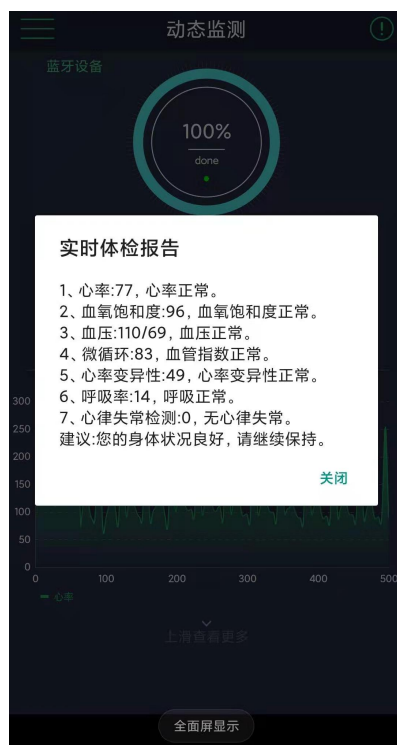 动态监测
蓝牙设备
100%
done
实时体检报告
1、心率:77，心率正常。
2、血氧饱和度:96，血氧饱和度正常。
3、血压:110/69，血压正常。
4、微循环:83，血管指数正常。
5、心率变异性:49，心率变异性正常。
6、呼吸率:14，呼吸正常。
7、心律失常检测:0，无心律失常。
建议:您的身体状况良好，请继续保持。
关闭
300
250
200
150
100
50
0
0 100 200 300 400 500
心率
上滑查看更多
全面屏显示